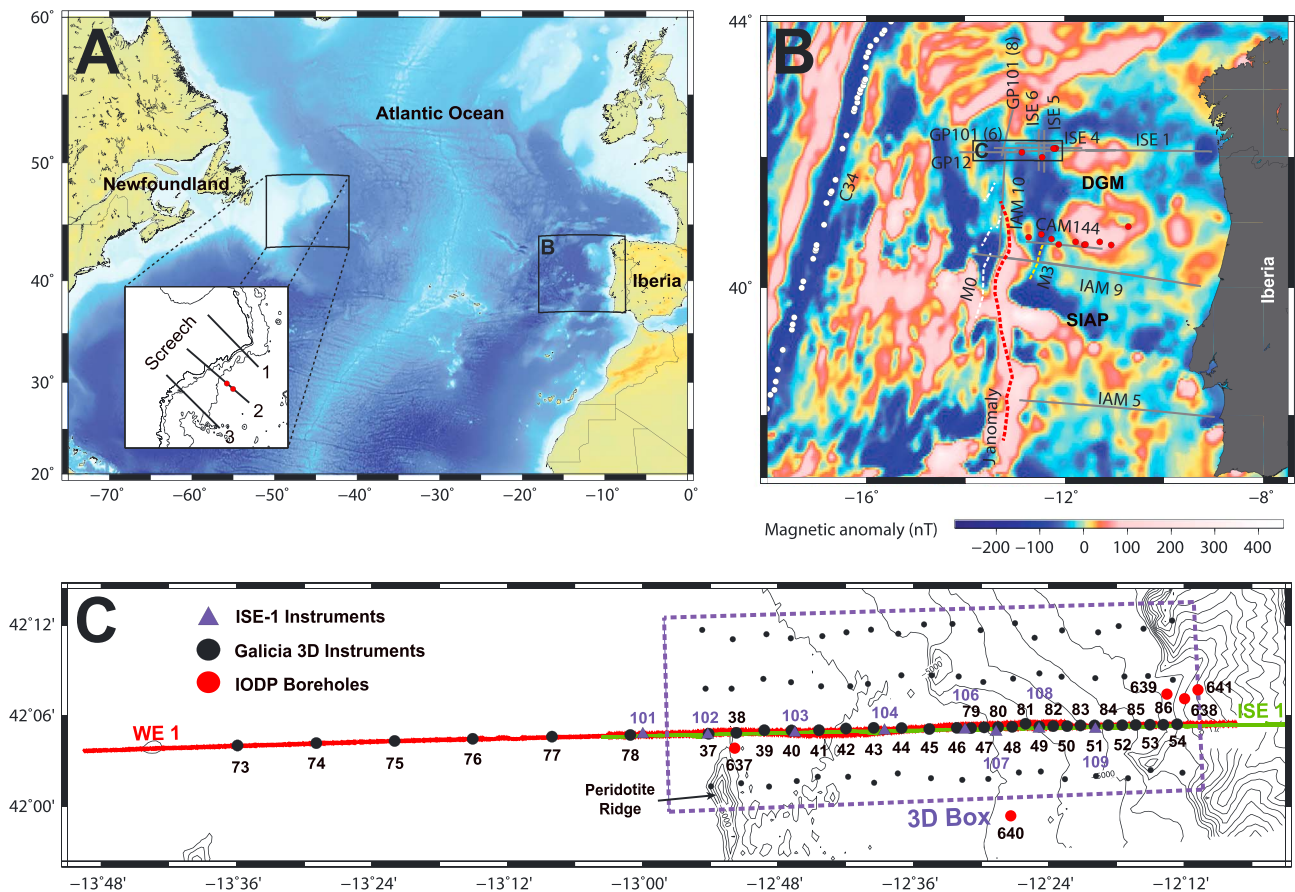 A
Atlantic Ocean
Newfoundland
B
Iberia
Screech
1
2
3
60°
50°
40°
30°
20°
−70°
−60°
−50°
−40°
−30°
−20°
−10°
0°
B
44°
40°
−16°
−12°
−8°
C34
GP101 (8)
ISE 6
ISE 5
GP101 (6)
C
ISE 4
ISE 1
GP12
DGM
IAM 10
CAM144
M0
M3
IAM 9
SIAP
Iberia
J anomaly
IAM 5
Magnetic anomaly (nT)
−200 −100 0 100 200 300 400
C
ISE-1 Instruments
Galicia 3D Instruments
IODP Boreholes
42°12'
42°06'
42°00'
WE 1
ISE 1
5000
639
641
106
108
638
101
102
38
103
104
79
80
81
82
83
84
85
86
73
74
75
76
77
78
37
39
40
41
42
43
44
45
46
47
48
49
50
51
52
53
54
637
107
109
5000
Peridotite
Ridge
5000
3D Box
640
−13°48'
−13°36'
−13°24'
−13°12'
−13°00'
−12°48'
−12°36'
−12°24'
−12°12'